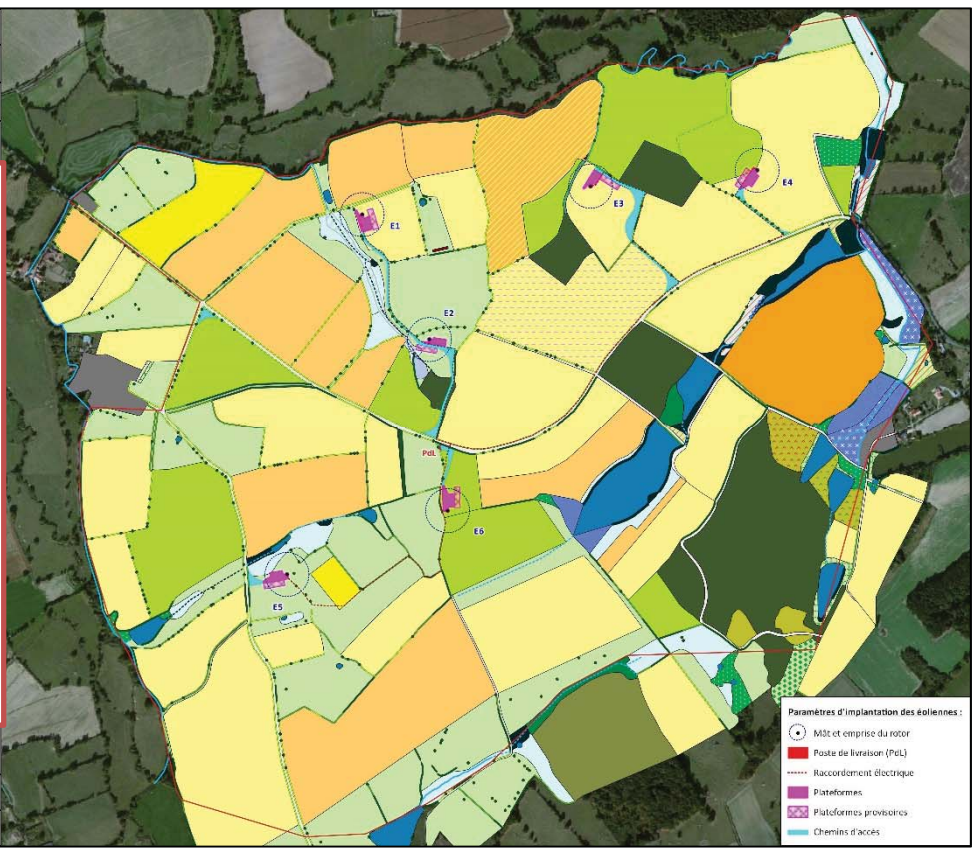 E4
E3
E1
E2
PdL
E6
E5
Paramètres d'implantation des éoliennes :
Mât et emprise du rotor
Poste de livraison (PdL)
Raccordement électrique
Plateformes
Plateformes provisoires
Chemins d'accès